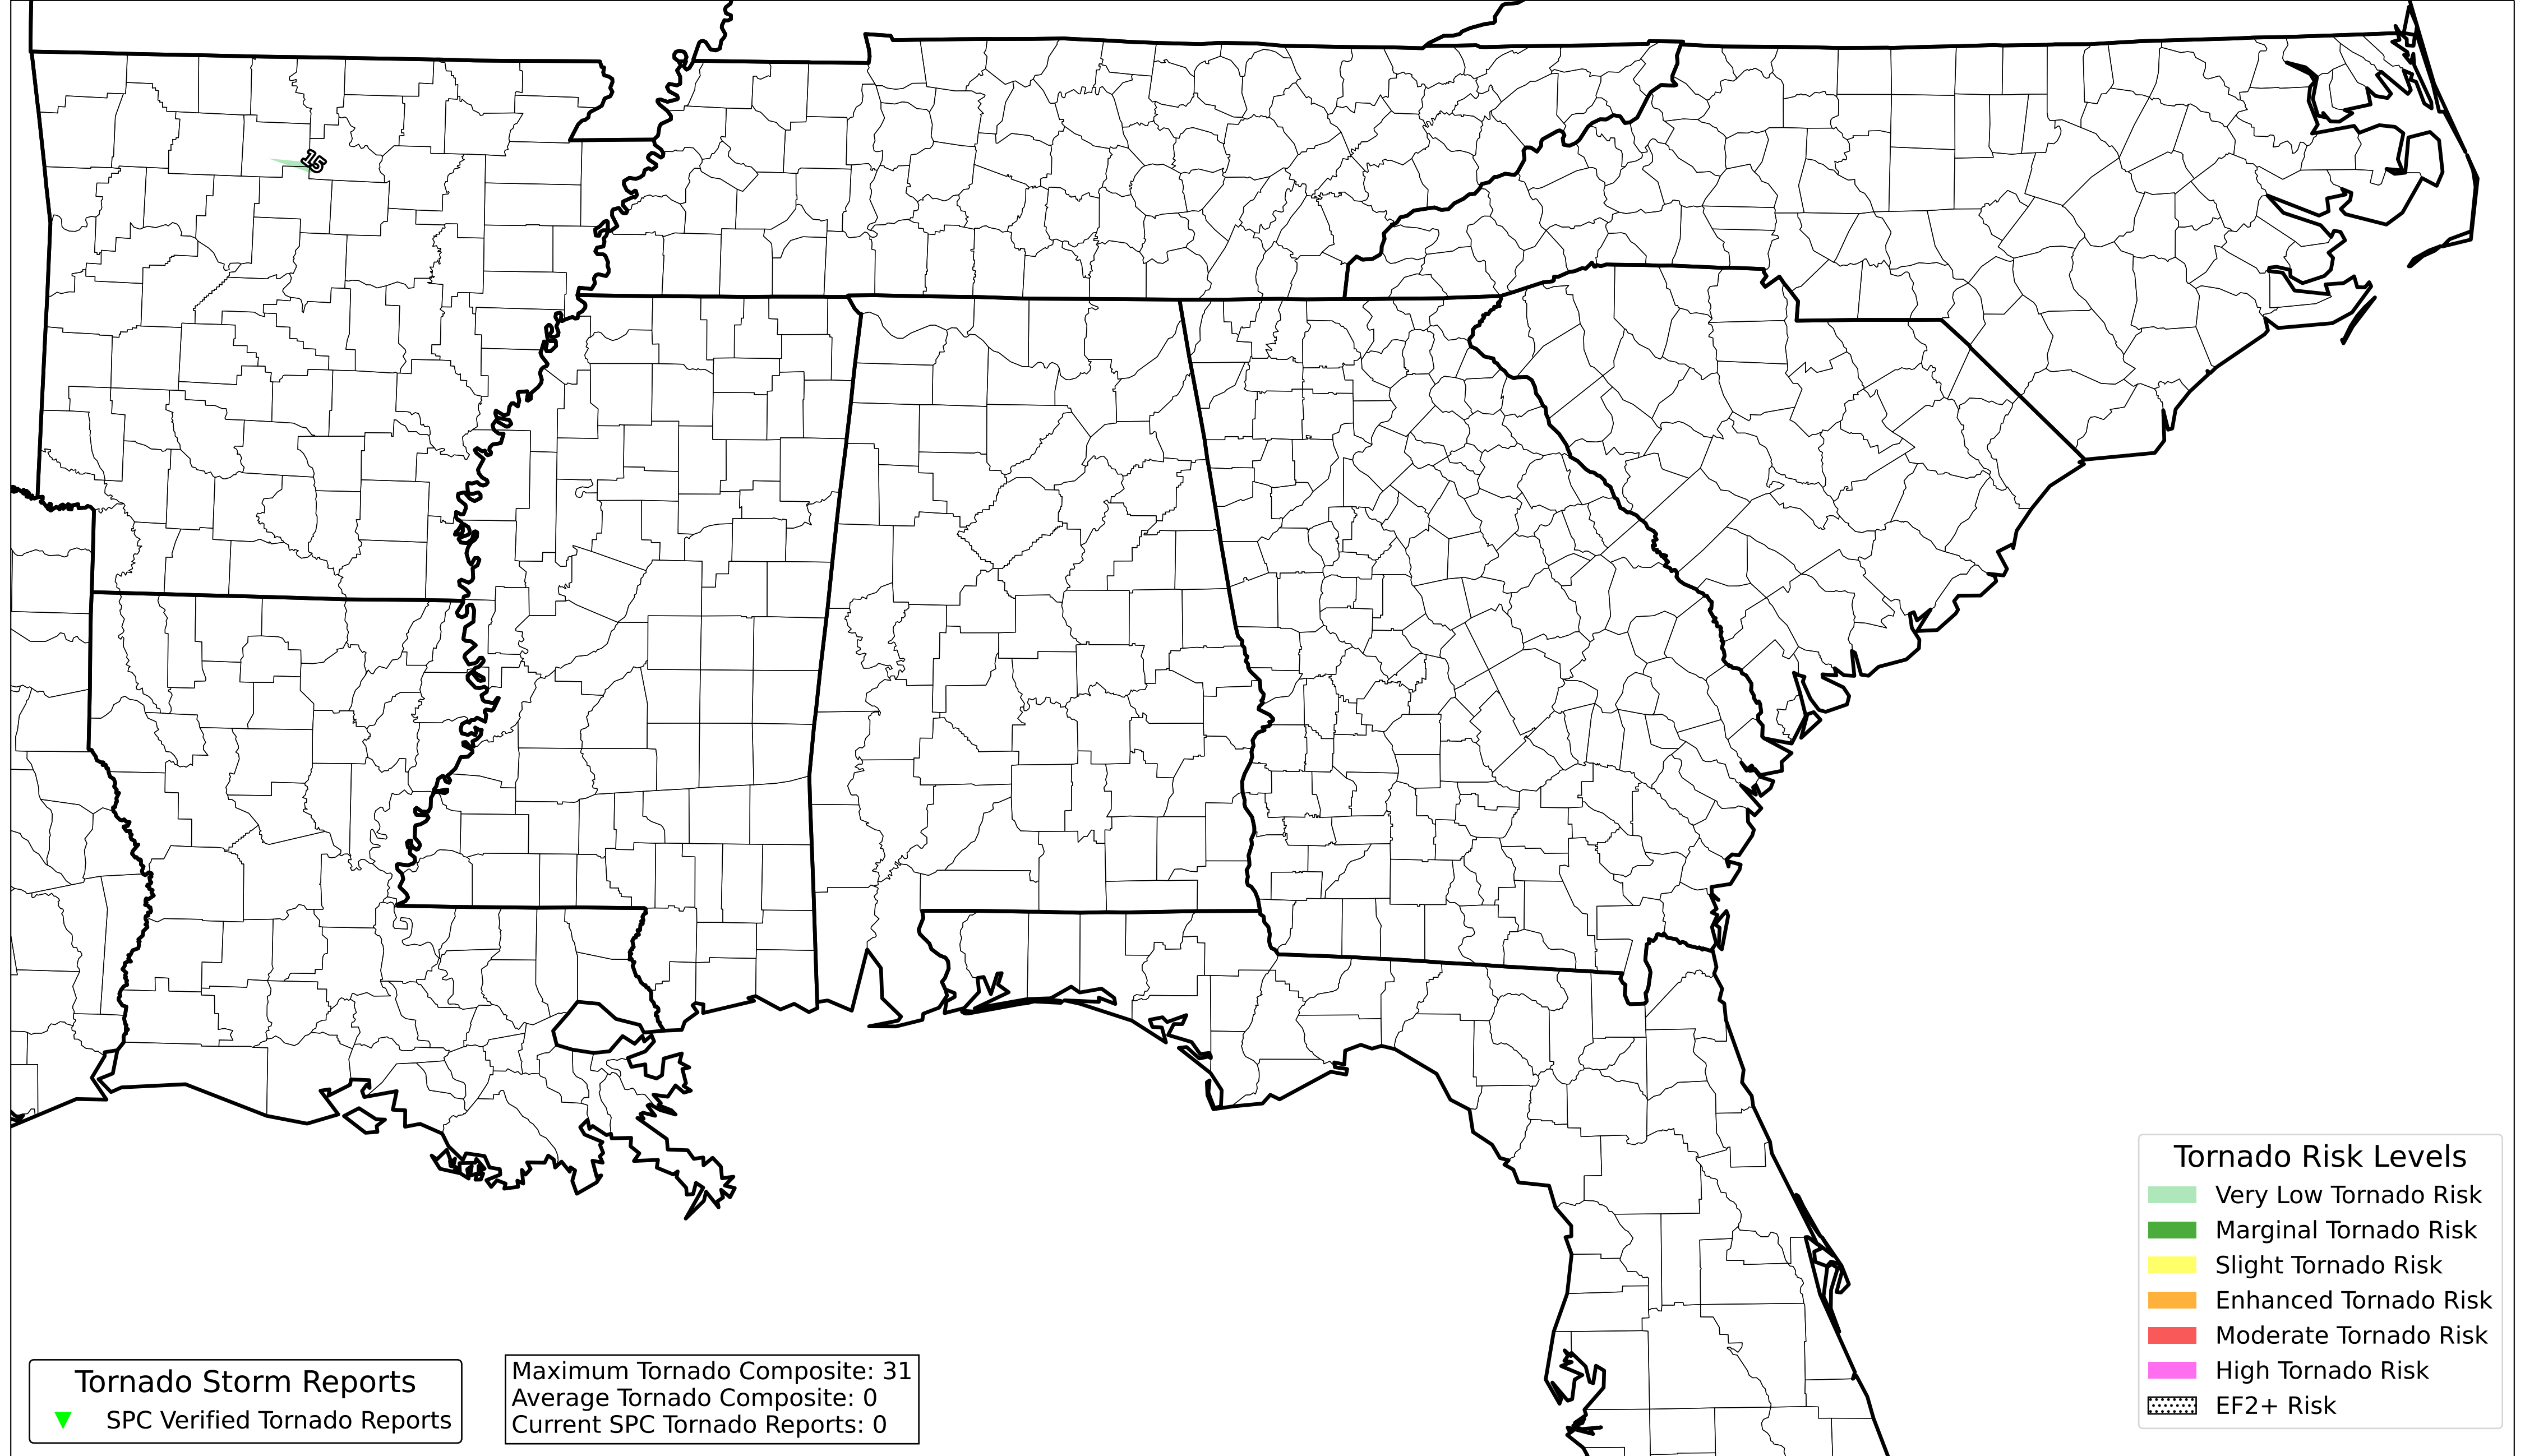 15
Tornado Storm Reports
SPC Verified Tornado Reports
Maximum Tornado Composite: 31
Average Tornado Composite: 0
Current SPC Tornado Reports: 0
Tornado Risk Levels
Very Low Tornado Risk
Marginal Tornado Risk
Slight Tornado Risk
Enhanced Tornado Risk
Moderate Tornado Risk
High Tornado Risk
EF2+ Risk